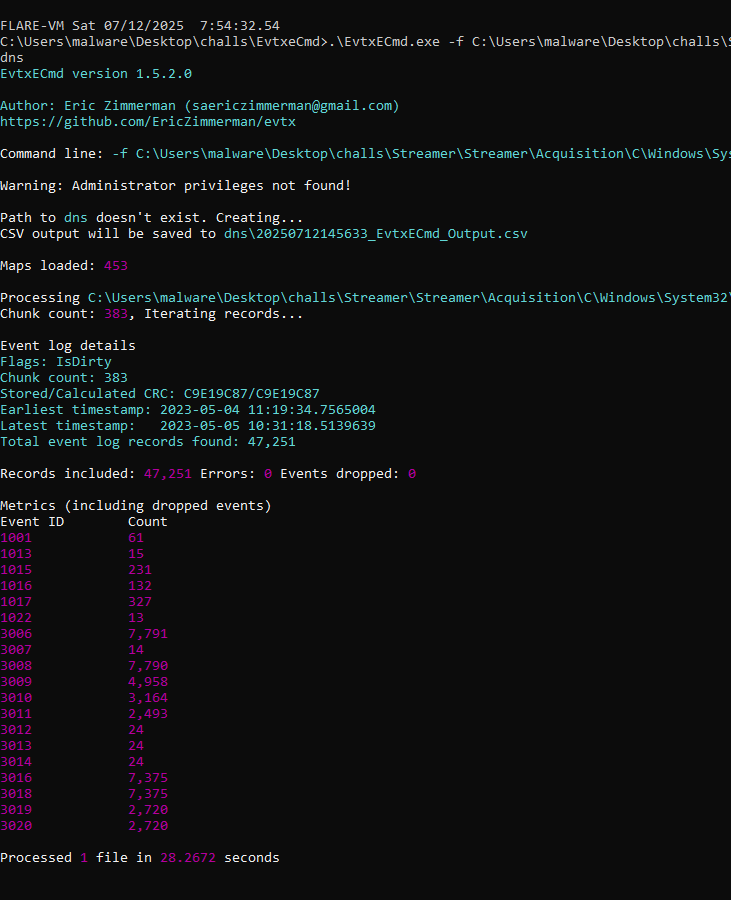 FLARE-VM Sat 07/12/2025  7:54:32.54
C:\Users\malware\Desktop\challs\EvtxeCmd>.\EvtxECmd.exe -f C:\Users\malware\Desktop\challs\S
dns
EvtxECmd version 1.5.2.0
Author: Eric Zimmerman (saericzimmerman@gmail.com)
https://github.com/EricZimmerman/evtx
Command line: -f C:\Users\malware\Desktop\challs\Streamer\Streamer\Acquisition\C\Windows\Sys
Warning: Administrator privileges not found!
Path to dns doesn't exist. Creating...
CSV output will be saved to dns\20250712145633_EvtxECmd_Output.csv
Maps loaded: 453
Processing C:\Users\malware\Desktop\challs\Streamer\Streamer\Acquisition\C\Windows\System32\
Chunk count: 383, Iterating records...
Event log details
Flags: IsDirty
Chunk count: 383
Stored/Calculated CRC: C9E19C87/C9E19C87
Earliest timestamp: 2023-05-04 11:19:34.7565004
Latest timestamp:   2023-05-05 10:31:18.5139639
Total event log records found: 47,251
Records included: 47,251 Errors: 0 Events dropped: 0
Metrics (including dropped events)
Event ID        Count
1001            61
1013            15
1015            231
1016            132
1017            327
1022            13
3006            7,791
3007            14
3008            7,790
3009            4,958
3010            3,164
3011            2,493
3012            24
3013            24
3014            24
3016            7,375
3018            7,375
3019            2,720
3020            2,720
Processed 1 file in 28.2672 seconds